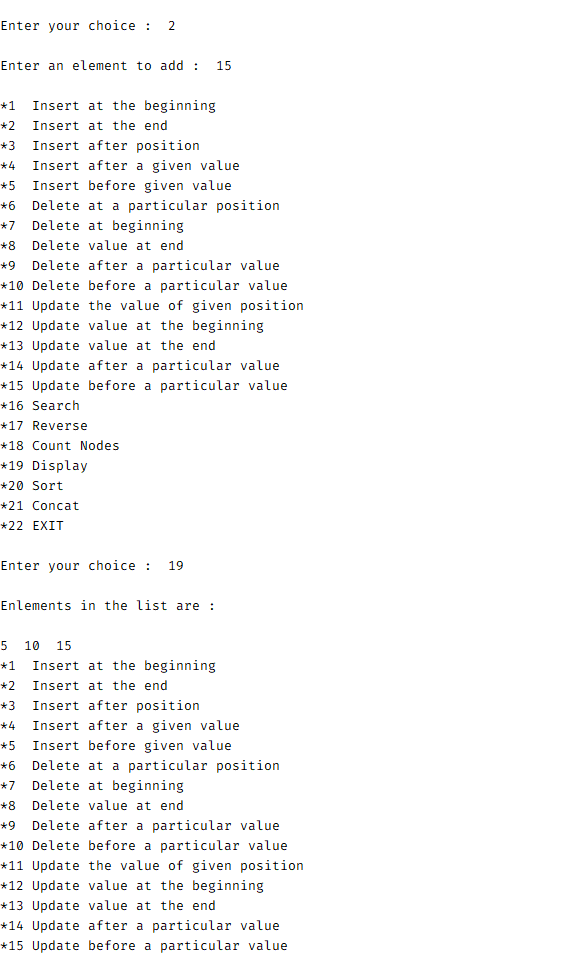 Enter your choice :  2
Enter an element to add :  15
*1  Insert at the beginning
*2  Insert at the end
*3  Insert after position
*4  Insert after a given value
*5  Insert before given value
*6  Delete at a particular position
*7  Delete at beginning
*8  Delete value at end
*9  Delete after a particular value
*10 Delete before a particular value
*11 Update the value of given position
*12 Update value at the beginning
*13 Update value at the end
*14 Update after a particular value
*15 Update before a particular value
*16 Search
*17 Reverse
*18 Count Nodes
*19 Display
*20 Sort
*21 Concat
*22 EXIT
Enter your choice :  19
Enlements in the list are :
5  10  15
*1  Insert at the beginning
*2  Insert at the end
*3  Insert after position
*4  Insert after a given value
*5  Insert before given value
*6  Delete at a particular position
*7  Delete at beginning
*8  Delete value at end
*9  Delete after a particular value
*10 Delete before a particular value
*11 Update the value of given position
*12 Update value at the beginning
*13 Update value at the end
*14 Update after a particular value
*15 Update before a particular value